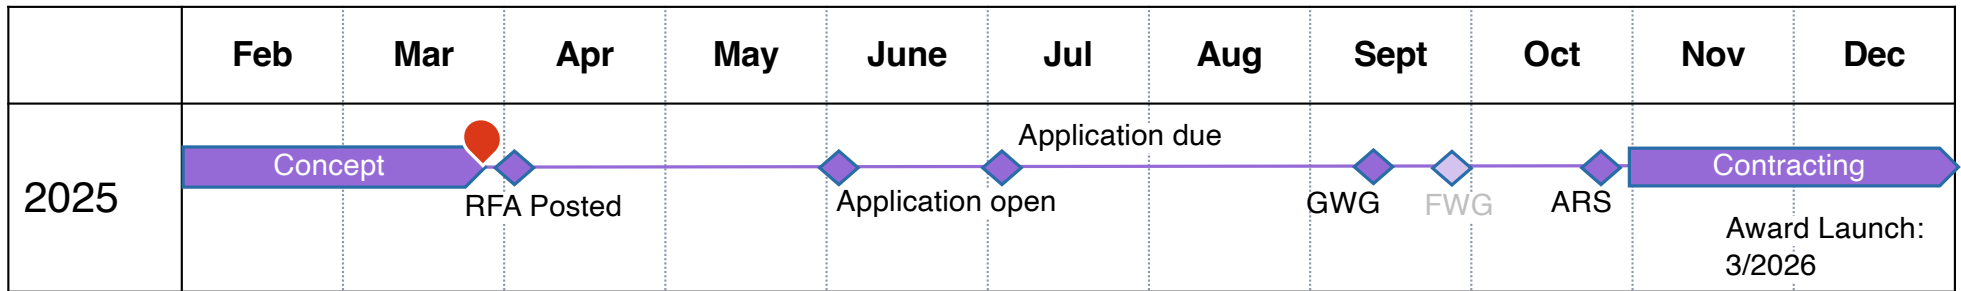 Feb Mar Apr May June Jul Aug Sept Oct Nov Dec
Application due
Concept
Contracting
2025
RFA Posted
Application open
GWG
FWG
ARS
Award Launch:
3/2026